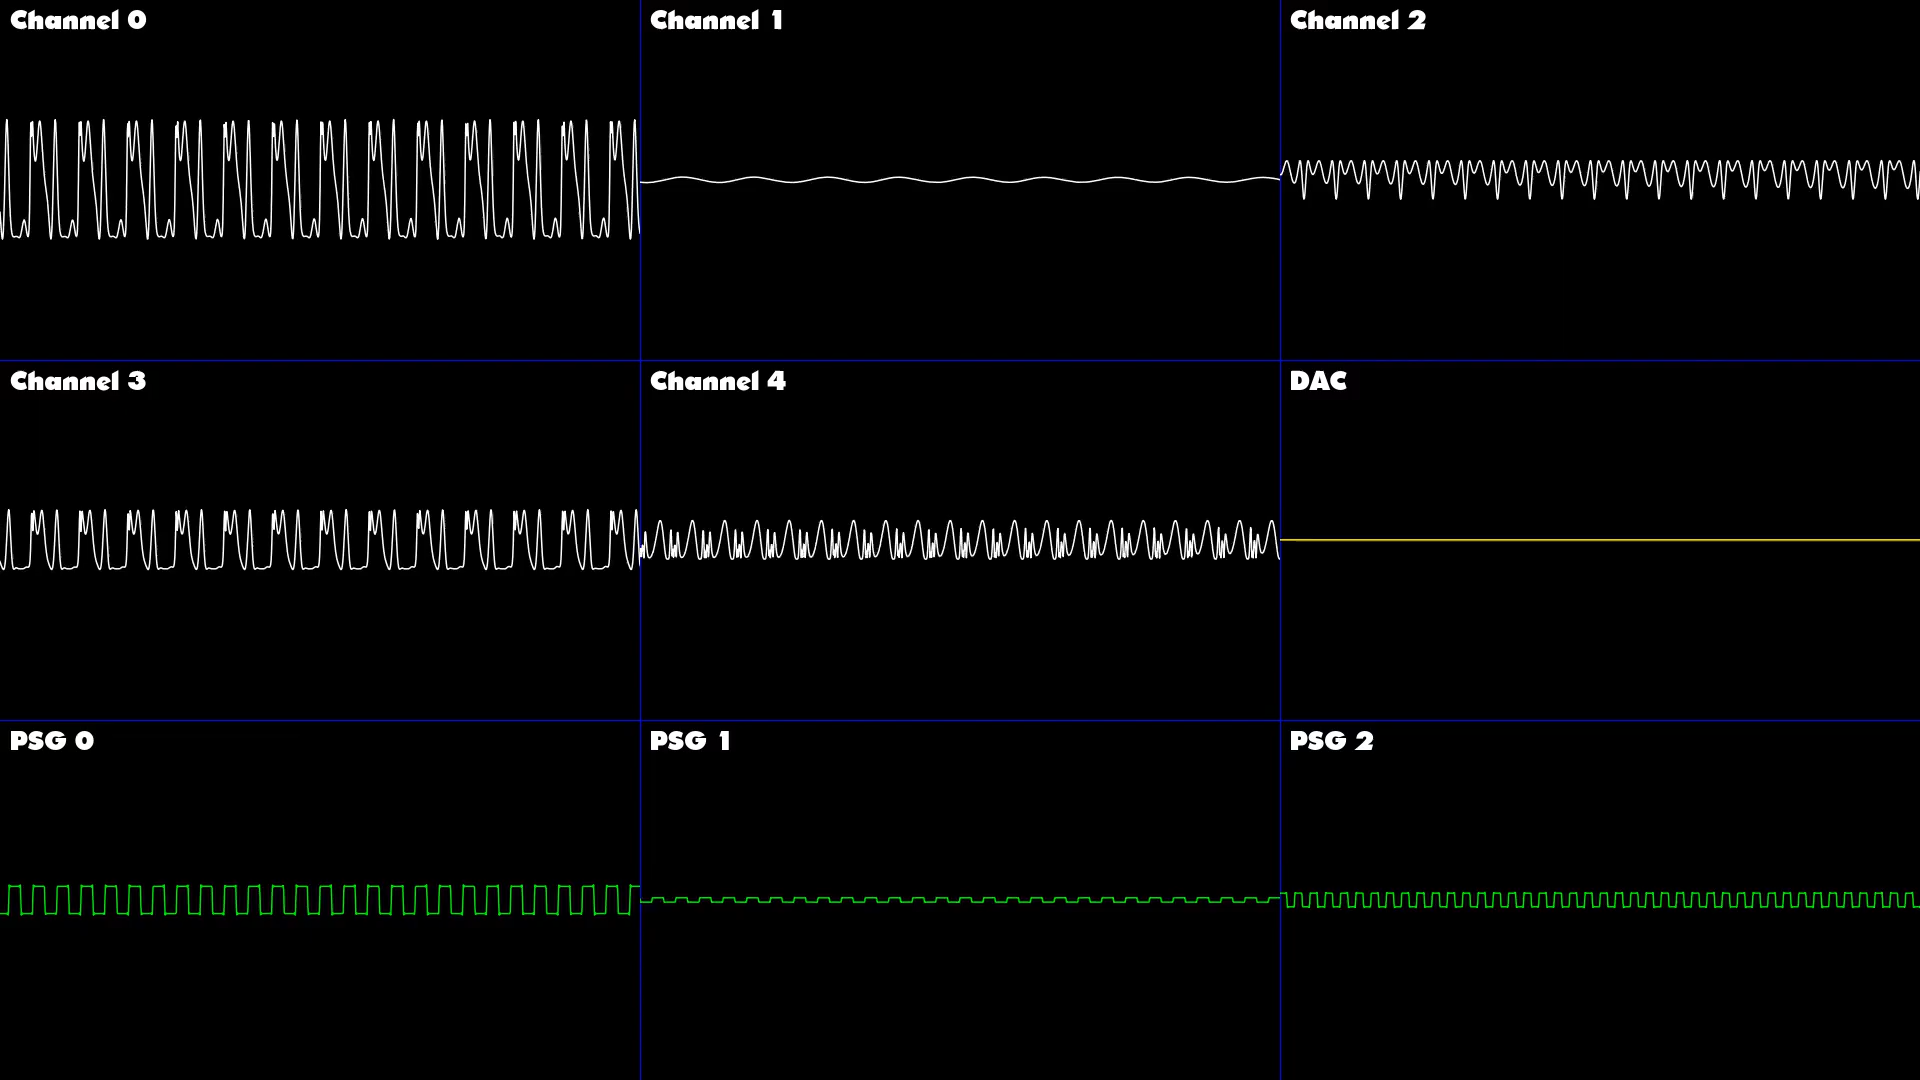 Channel 0
Channel 1
Channel 2
Channel 3
Channel 4
DAC
PSG 0
PSG 1
PSG 2